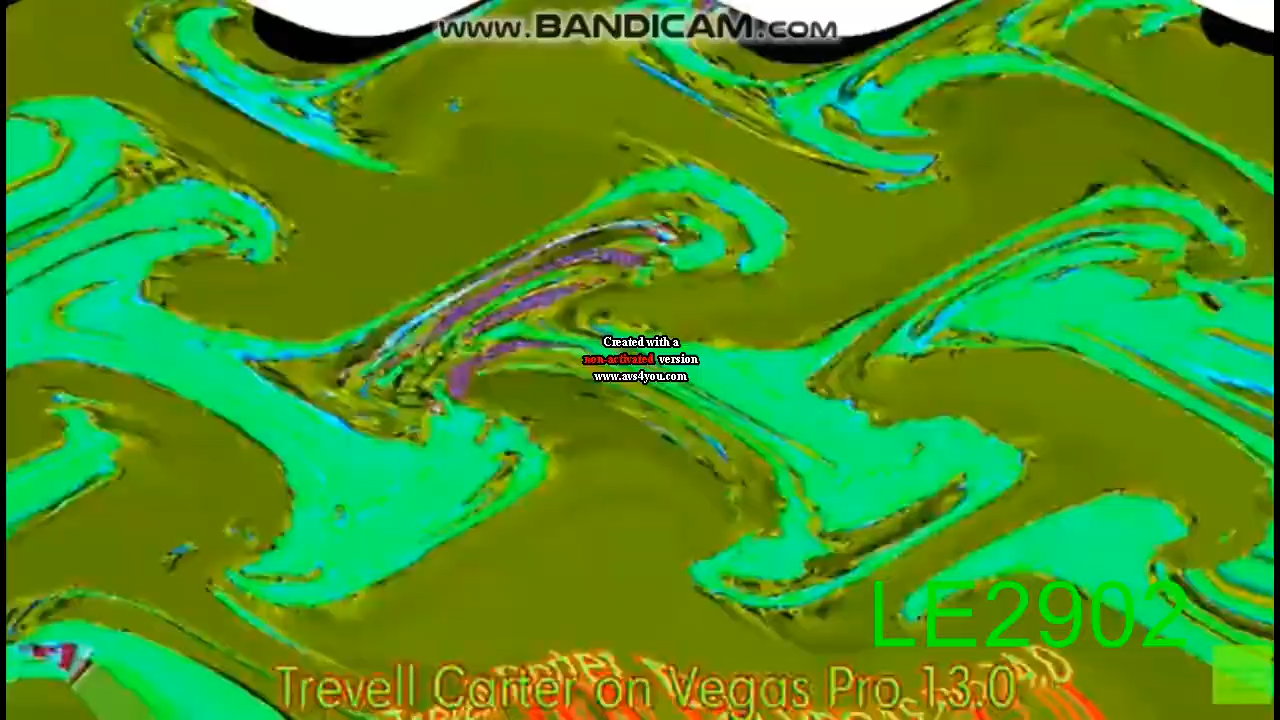 www.BANDICAM.com
Created with a
non-activated version
www.avs4you.com
LE2902
Trevell Carter on Vegas Pro 13.0